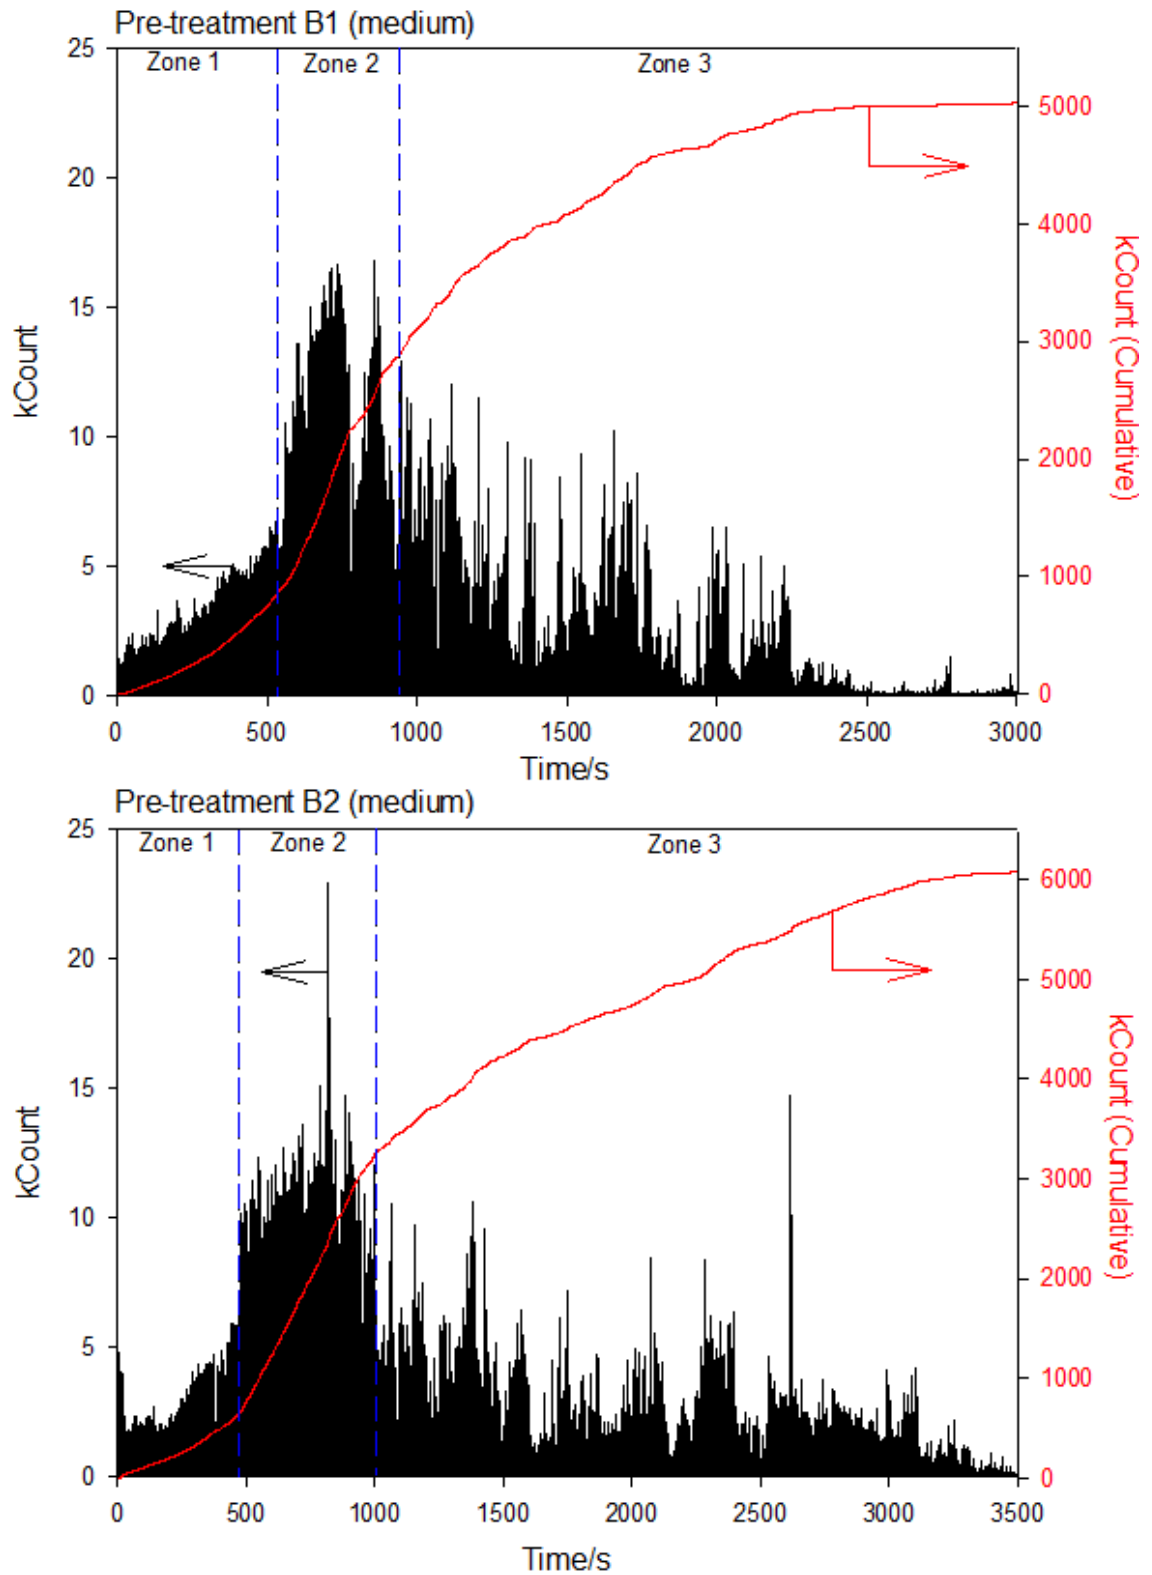 Pre-treatment B1 (medium)
Zone 1 Zone 2 Zone 3
25
20
15
10
5
0
kCount
5000
4000
3000
2000
1000
0
kCount (Cumulative)
0 500 1000 1500 2000 2500 3000
Time/s
Pre-treatment B2 (medium)
Zone 1 Zone 2 Zone 3
25
20
15
10
5
0
kCount
6000
5000
4000
3000
2000
1000
0
kCount (Cumulative)
0 500 1000 1500 2000 2500 3000 3500
Time/s